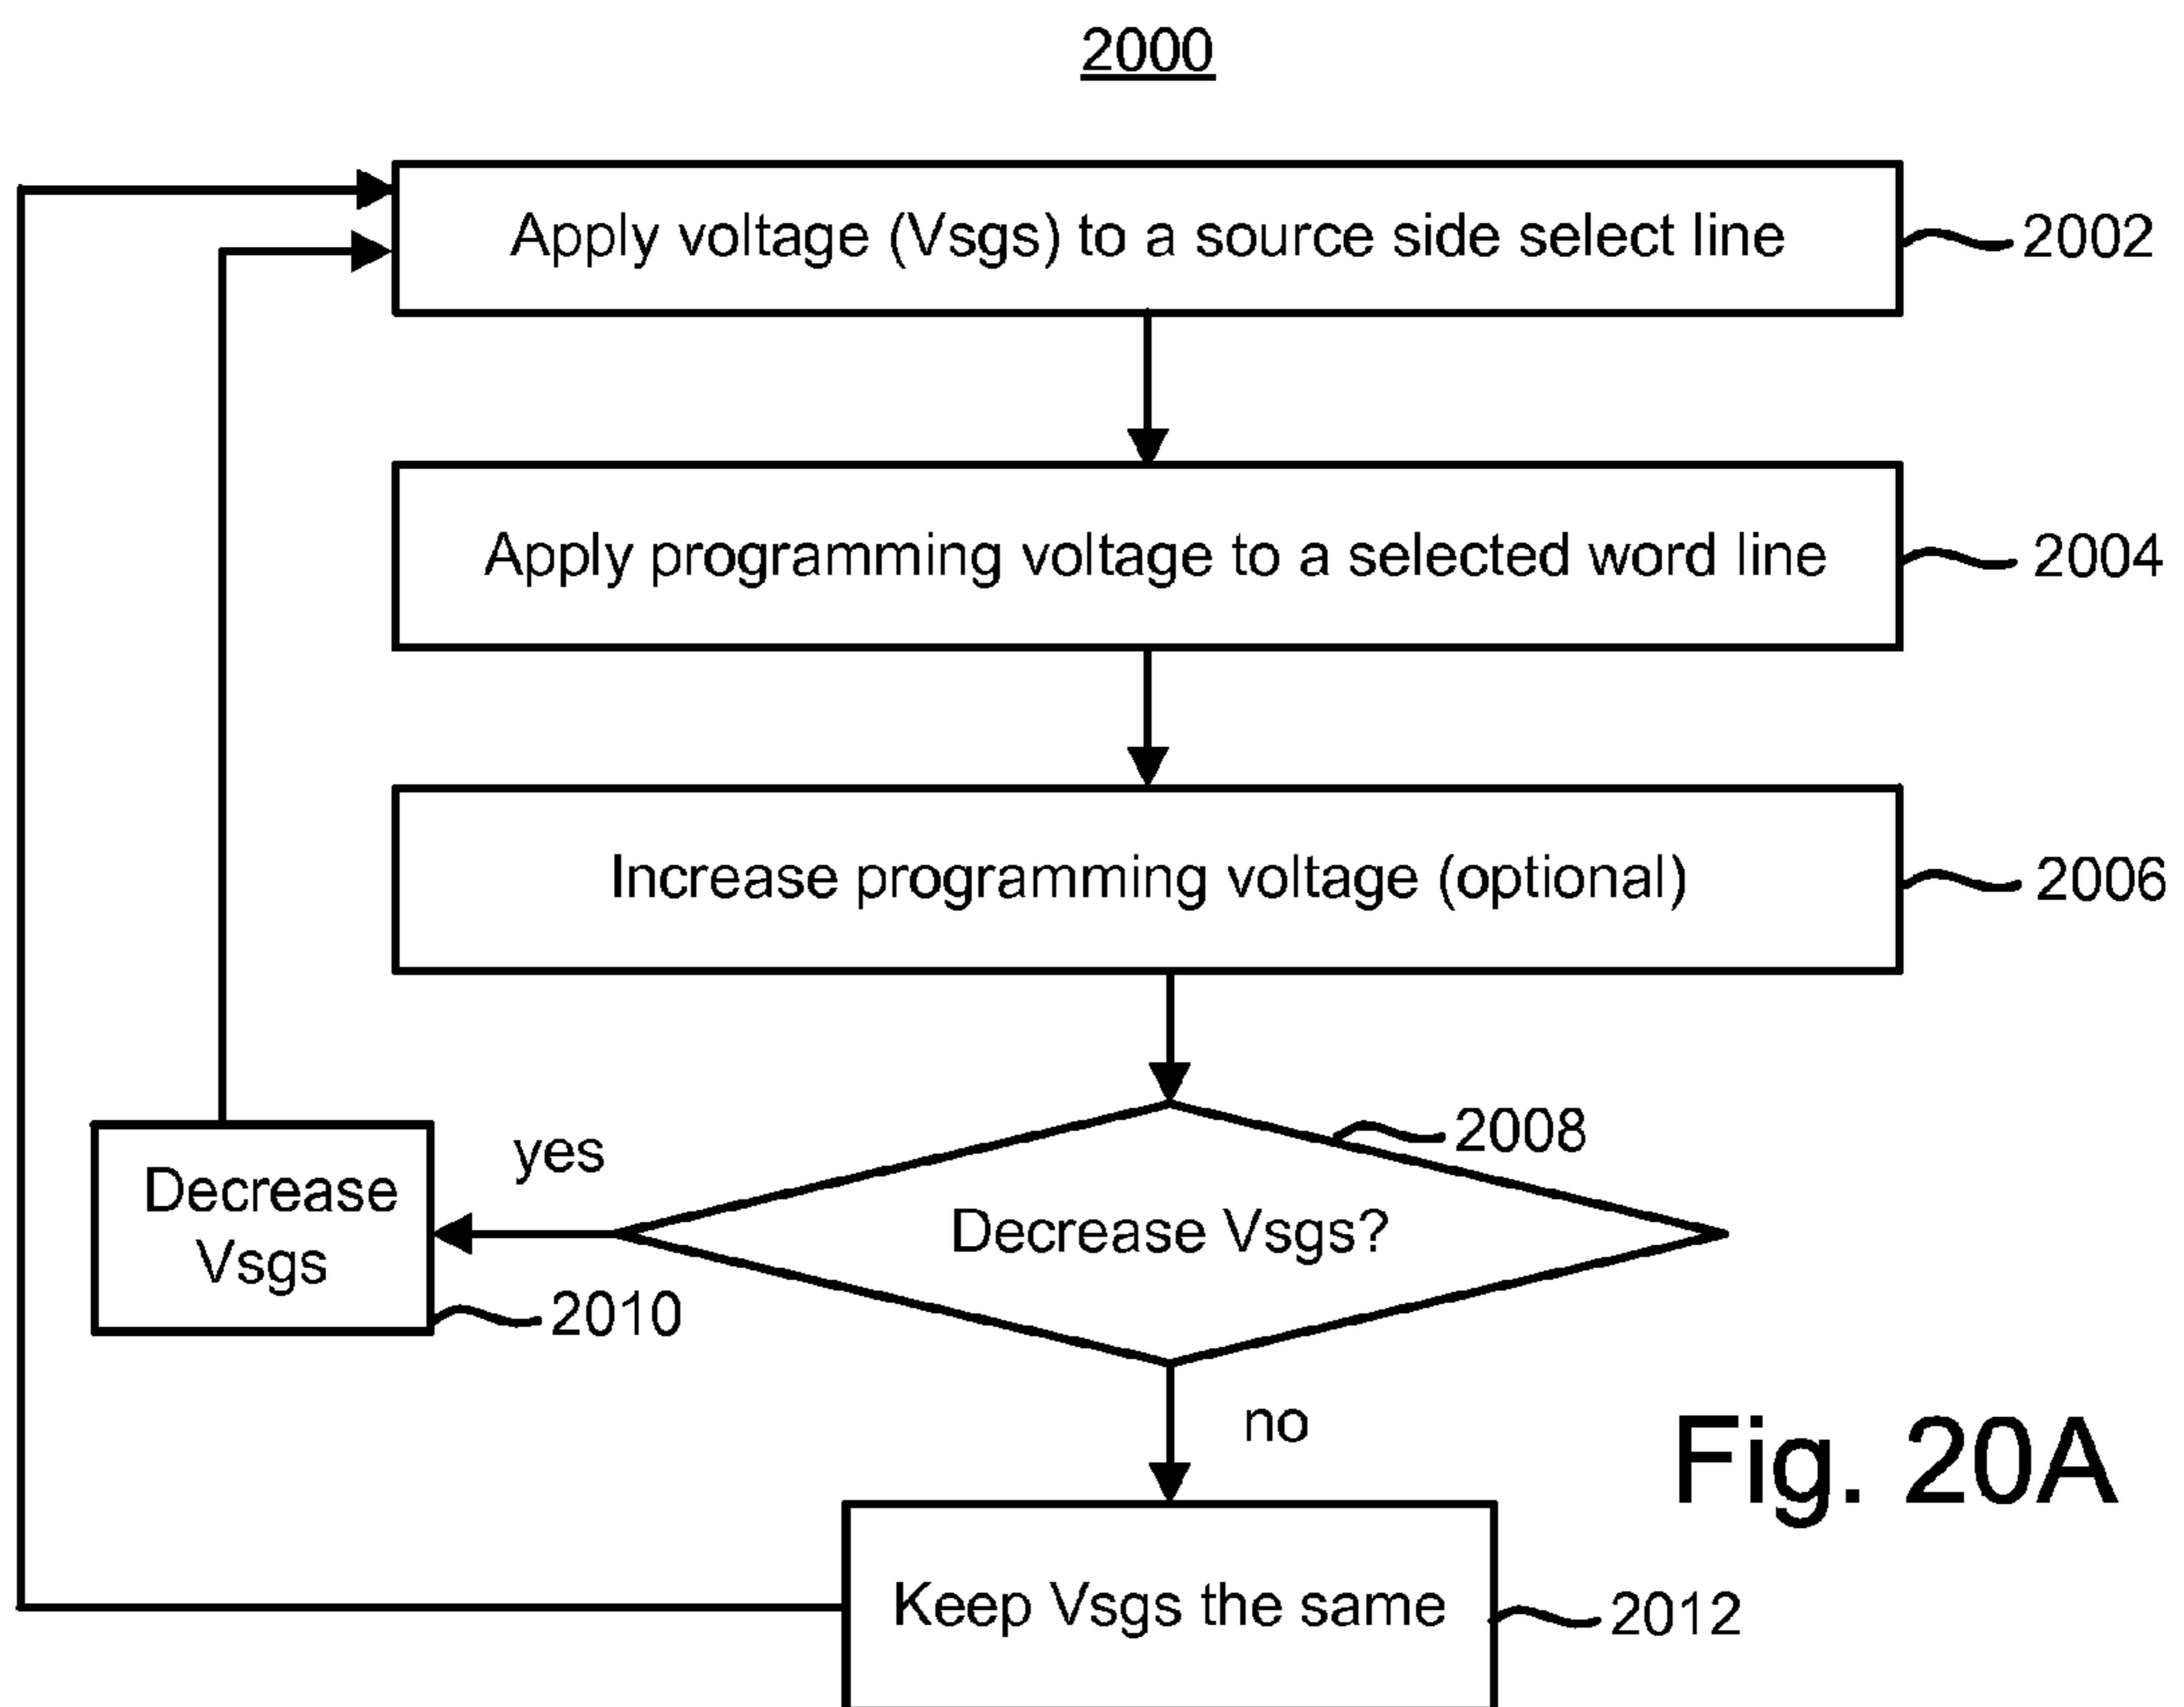 2000
Apply voltage (Vsgs) to a source side select line
2002
Apply programming voltage to a selected word line
2004
Increase programming voltage (optional)
2006
2008
Decrease Vsgs?
yes
Decrease
Vsgs
2010
no
Keep Vsgs the same
2012
Fig. 20A